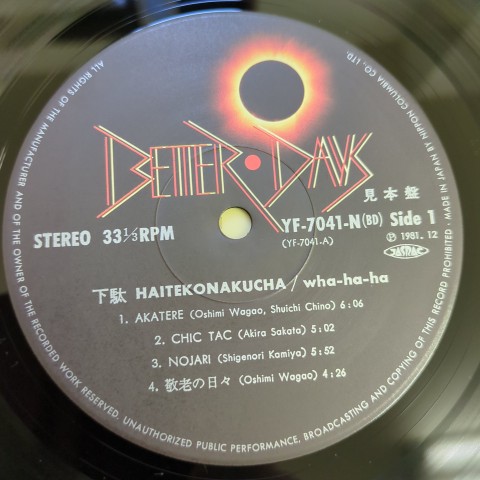 BETTER DAYS
見本盤
STEREO 33 1/3 RPM
YF-7041-N(BD) Side 1
(YF-7041-A)
Ⓟ 1981. 12
JASRAC
下駄 HAITEKONAKUCHA / wha-ha-ha
1. AKATERE (Oshimi Wagao, Shuichi Chino) 6:06
2. CHIC TAC (Akira Sakata) 5:02
3. NOJARI (Shigenori Kamiya) 5:52
4. 敬老の日々 (Oshimi Wagao) 4:26
ALL RIGHTS OF THE MANUFACTURER AND OF THE OWNER OF THE RECORDED WORK RESERVED. UNAUTHORIZED PUBLIC PERFORMANCE, BROADCASTING AND COPYING OF THIS RECORD PROHIBITED / MADE IN JAPAN BY NIPPON COLUMBIA CO., LTD.